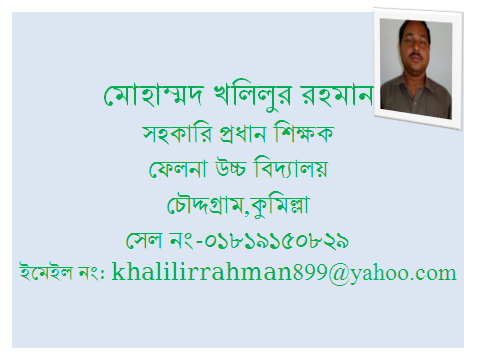 মোহাম্মদ খলিলুর রহমান
সহকারি প্রধান শিক্ষক
ফেলনা উচ্চ বিদ্যালয়
চৌদ্দগ্রাম,কুমিল্লা
সেল নং-০১৮১৯১৫০৮২৯
ইমেইল নং: khalilirrahman899@yahoo.com